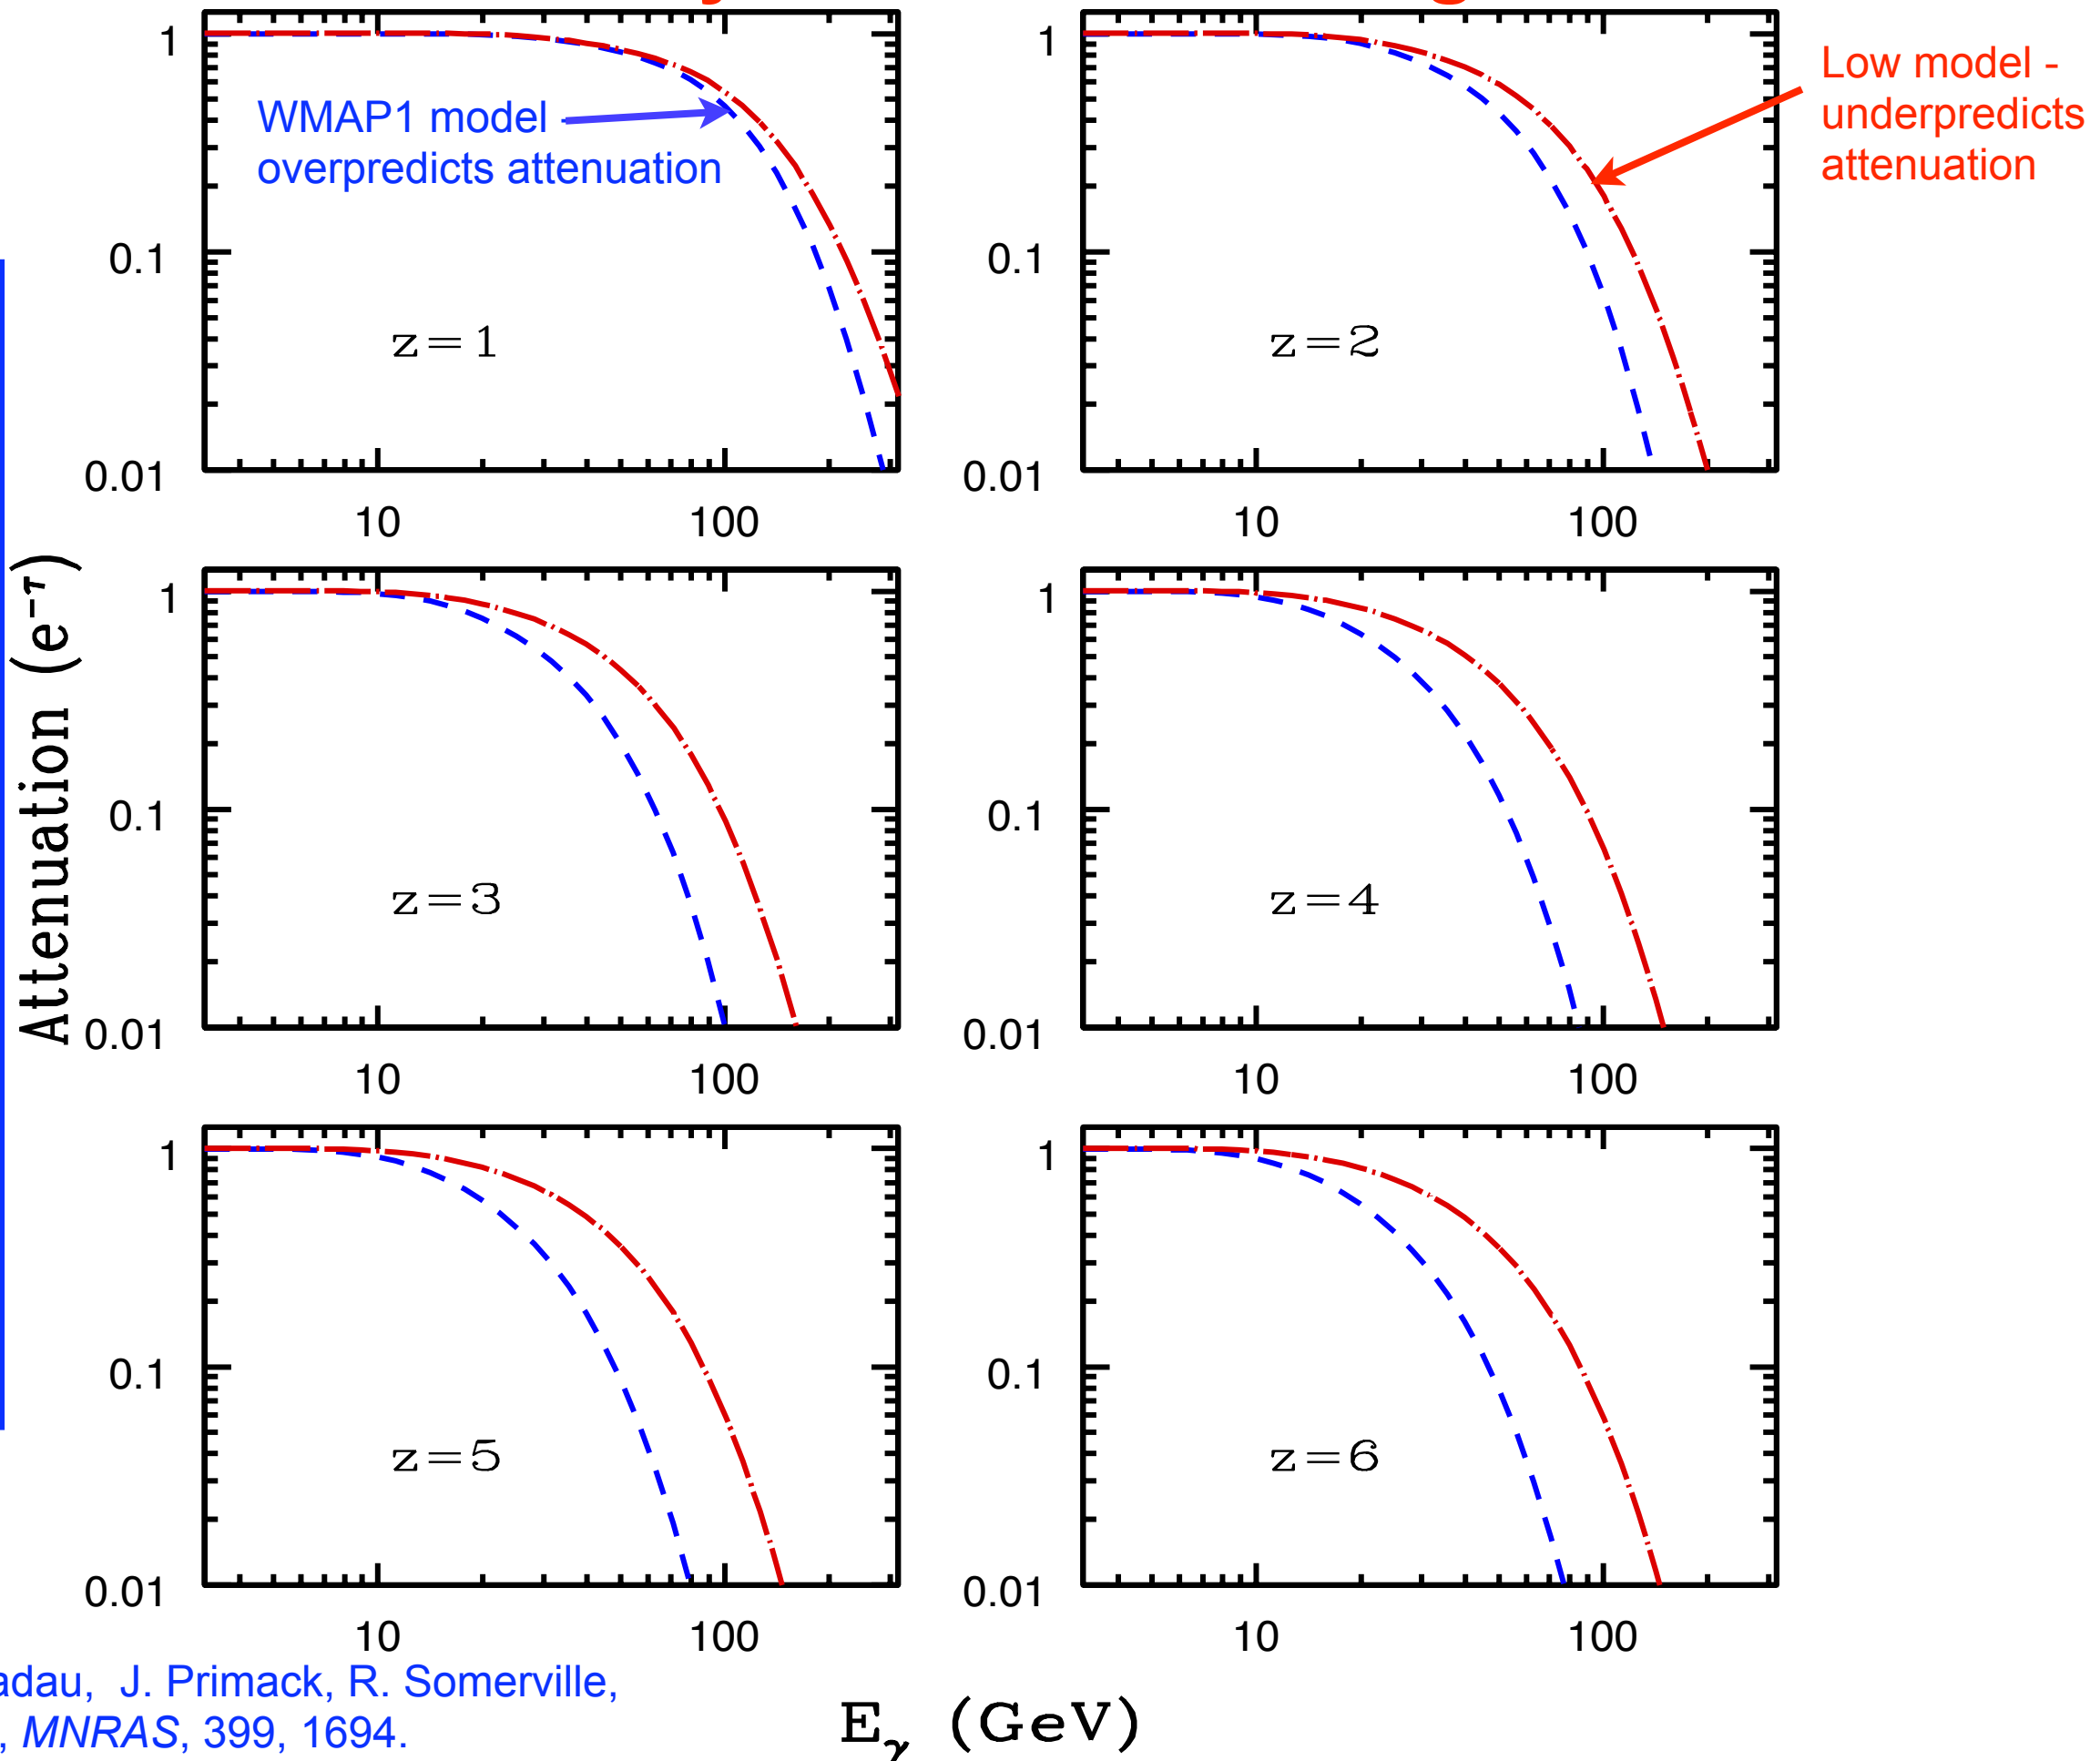 WMAP1 model -
overpredicts attenuation
Low model -
underpredicts
attenuation
1
0.1
0.01
z=1
10
100
1
0.1
0.01
z=2
10
100
1
0.1
0.01
z=3
10
100
1
0.1
0.01
z=4
10
100
1
0.1
0.01
z=5
10
100
1
0.1
0.01
z=6
10
100
Attenuation (e⁻τ)
Eγ (GeV)
J. Primack, R. Somerville,
, MNRAS, 399, 1694.